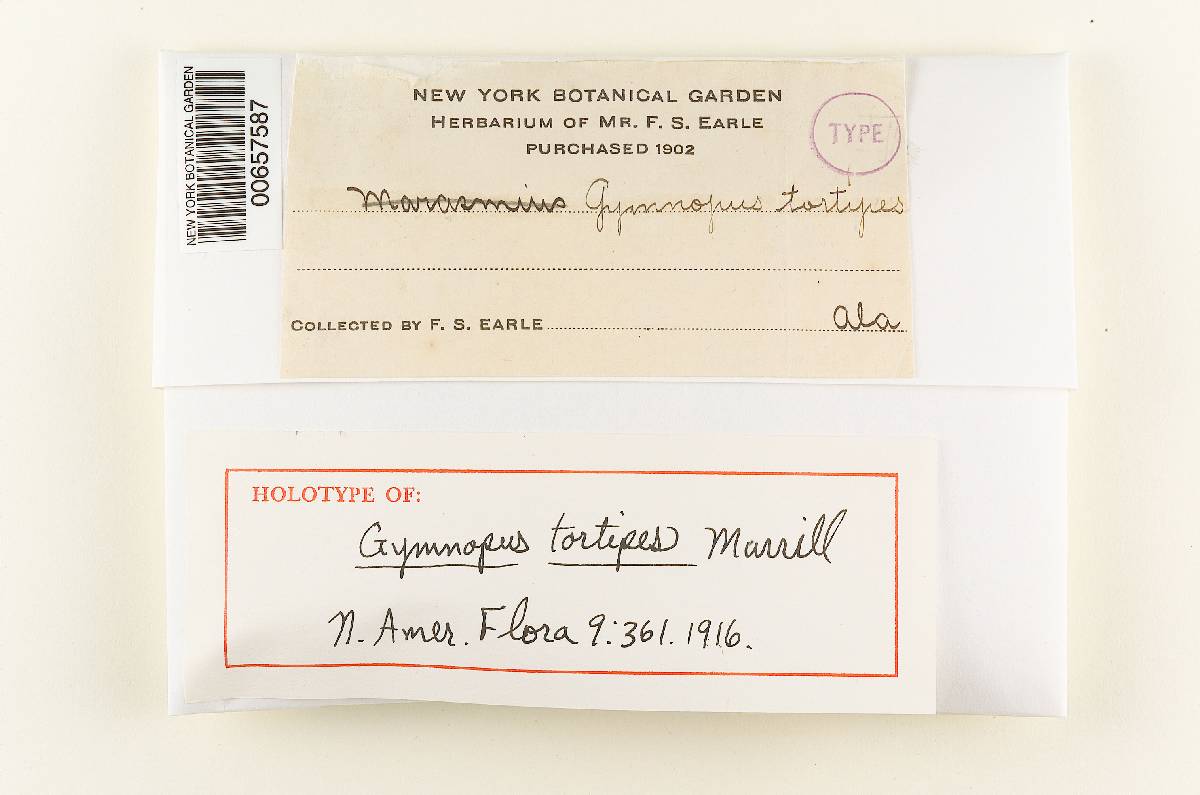 NEW YORK BOTANICAL GARDEN
00657587
NEW YORK BOTANICAL GARDEN
HERBARIUM OF MR. F. S. EARLE
PURCHASED 1902
TYPE
Marasmius Gymnopus tortipes
COLLECTED BY F. S. EARLE Ala
HOLOTYPE OF:
Gymnopus tortipes Murrill
N. Amer. Flora 9:361. 1916.